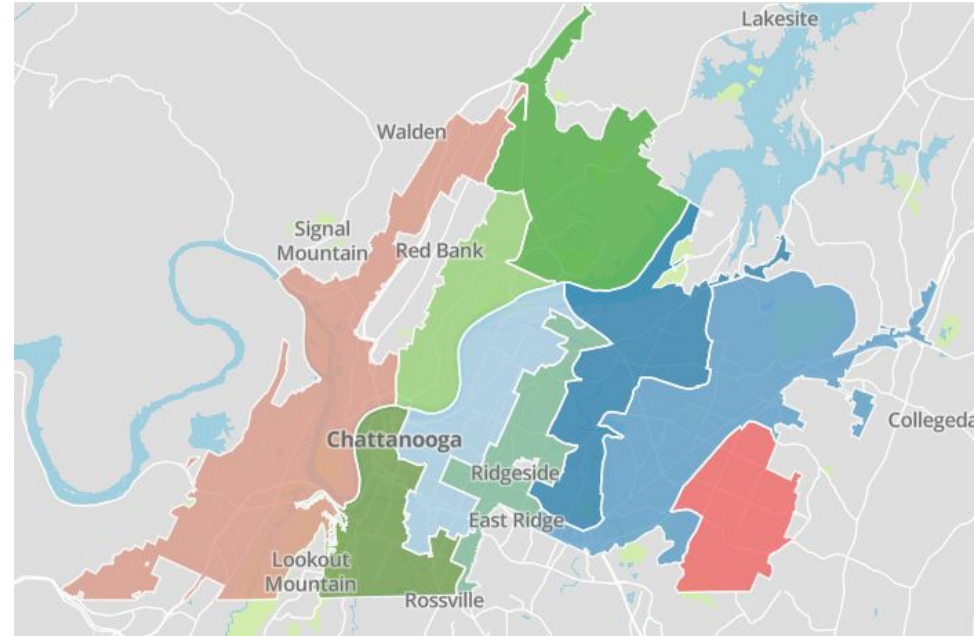 Lakesite
Walden
Signal
Mountain
Red Bank
Chattanooga
Collegeda
Ridgeside
East Ridge
Lookout
Mountain
Rossville